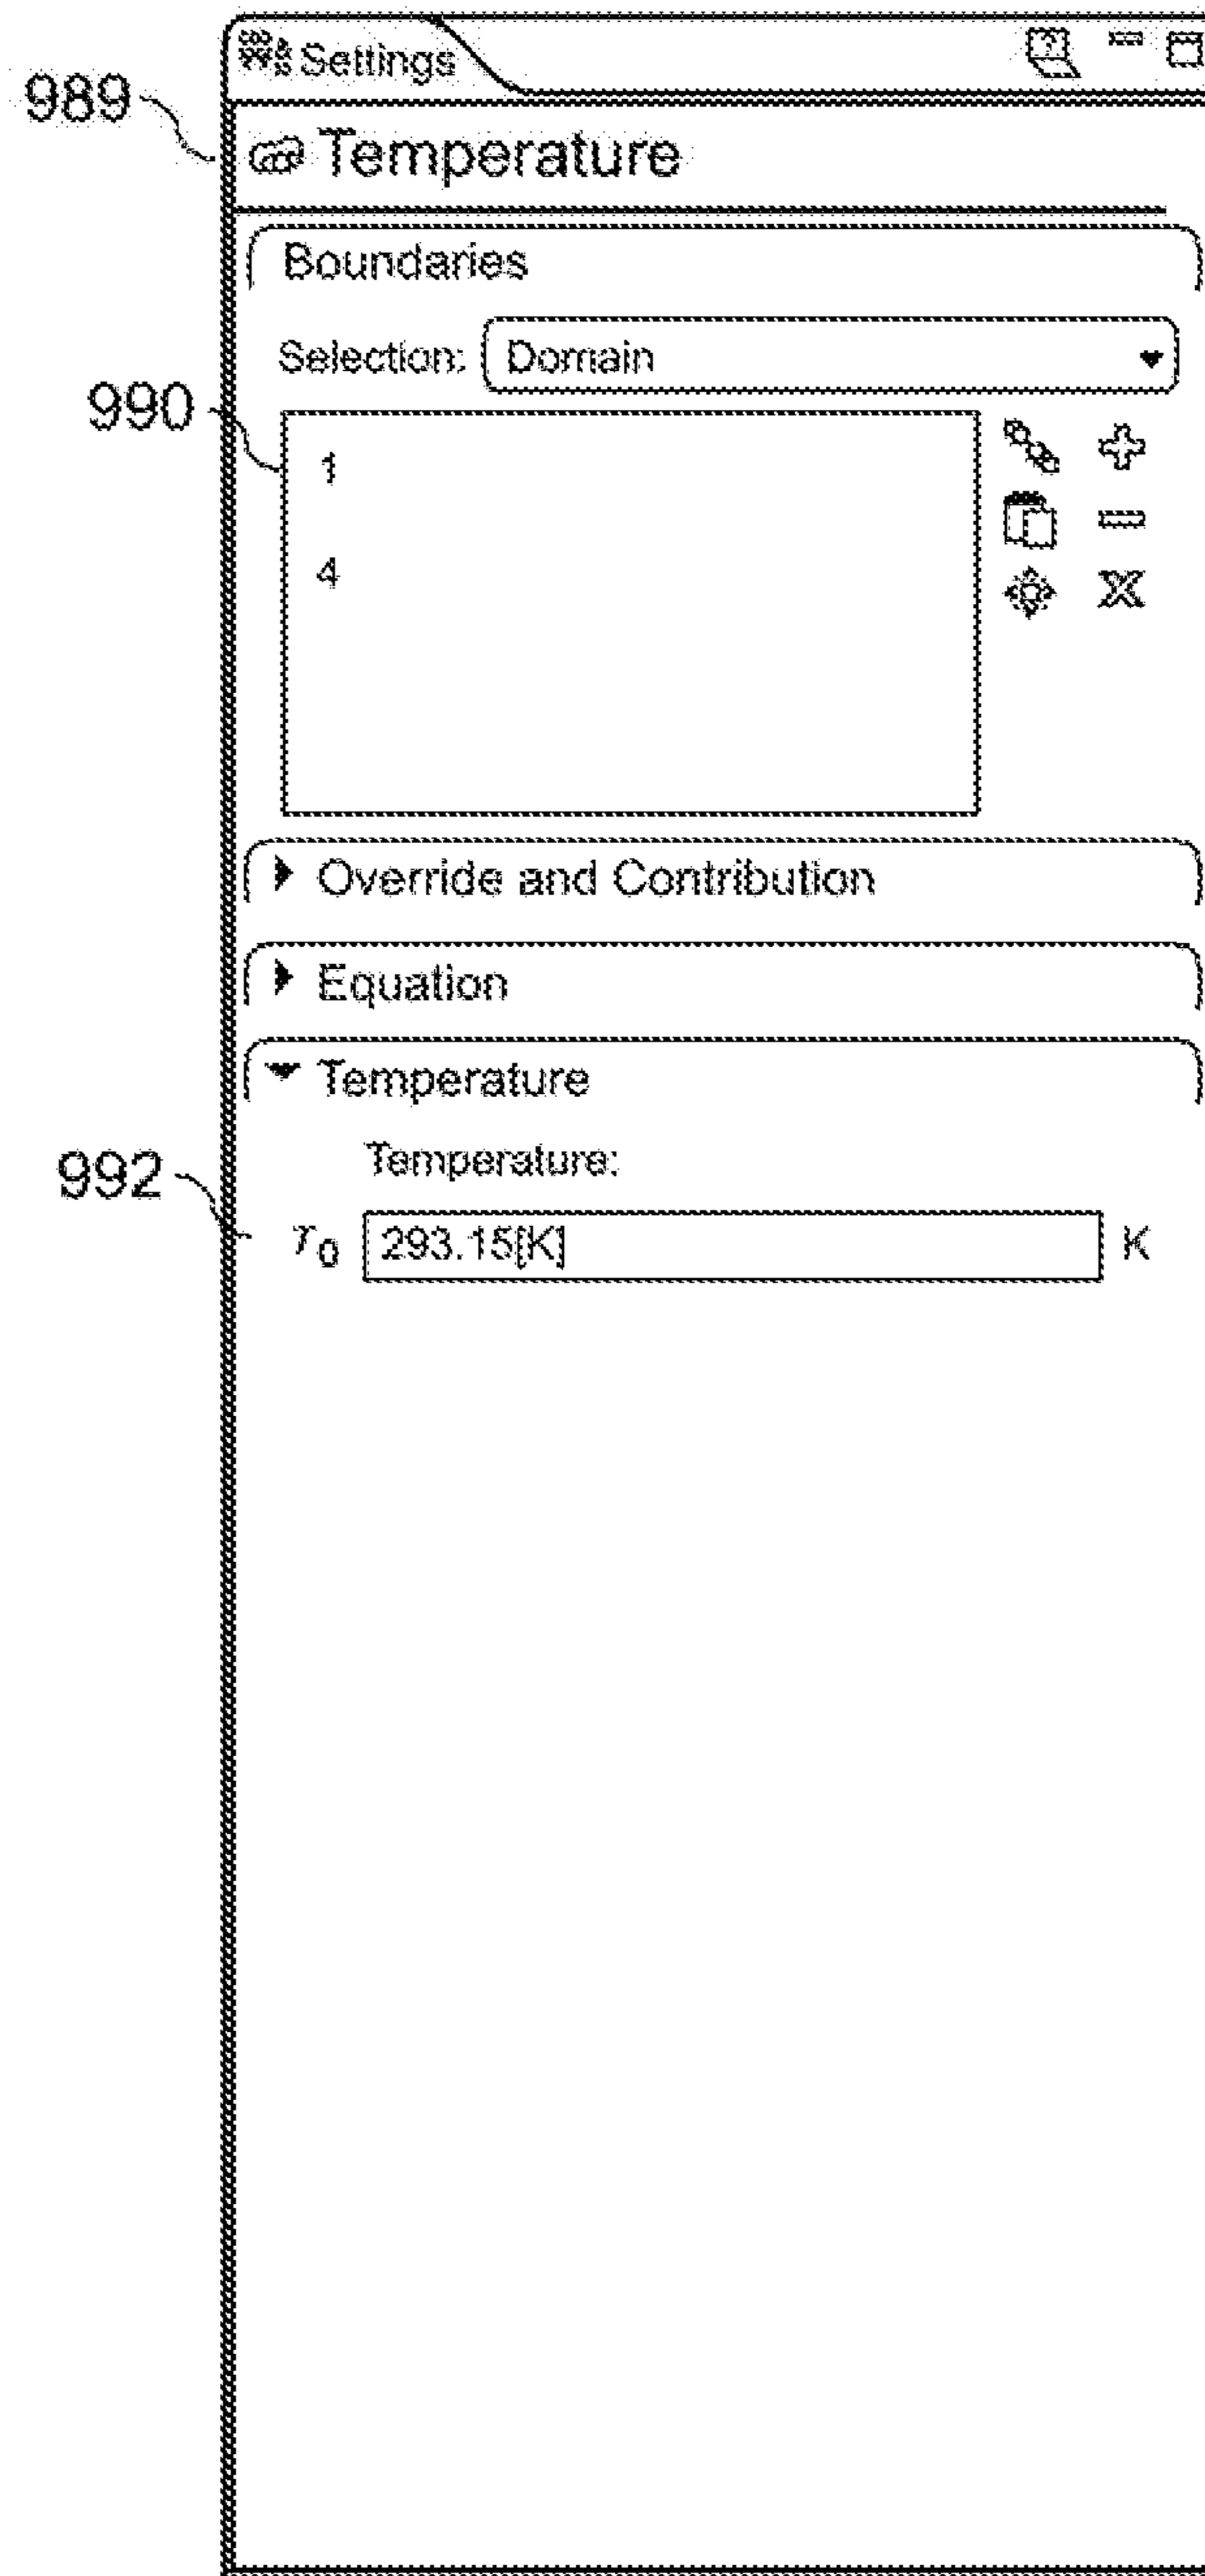 Settings
989
Temperature
Boundaries
Selection: Domain
990
1
4
Override and Contribution
Equation
Temperature
Temperature:
992
T0 293.15[K] K